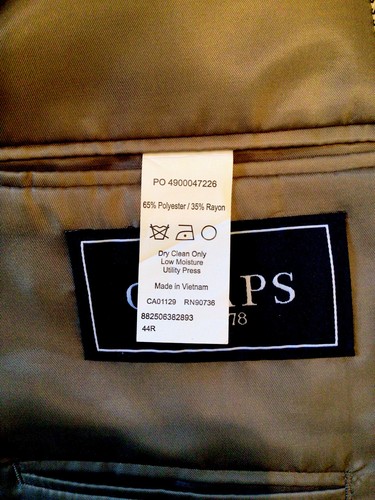 PO 4900047226
65% Polyester / 35% Rayon
Dry Clean Only
Low Moisture
Utility Press
Made in Vietnam
CA01129 RN90736
882506382893
44R
C APS
78